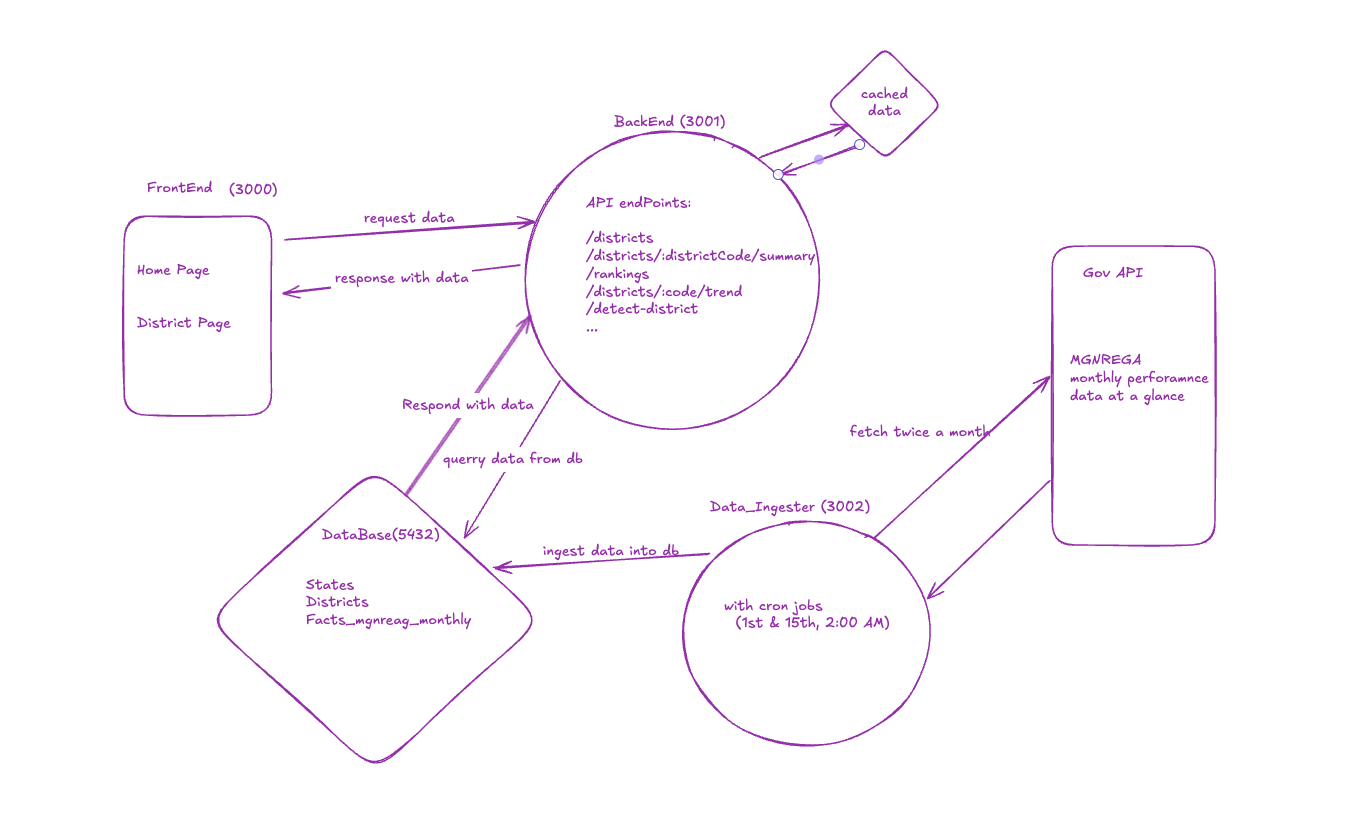 cached
data
BackEnd (3001)
FrontEnd (3000)
API endPoints:
request data
/districts
/districts/:districtCode/summary
/rankings
/districts/:code/trend
/detect-district
...
Home Page
response with data
District Page
Gov API
MGNREGA
monthly perforamnce
data at a glance
Respond with data
fetch twice a month
querry data from db
Data_Ingester (3002)
DataBase(5432)
ingest data into db
States
Districts
Facts_mgnreag_monthly
with cron jobs
(1st & 15th, 2:00 AM)